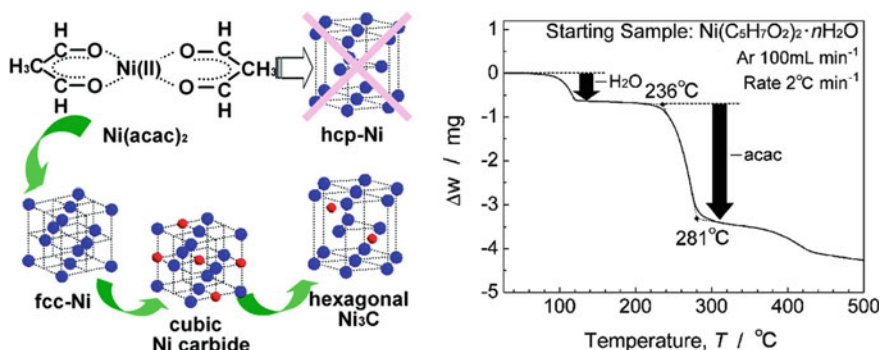 H
C
O
O
C
H
H₃C
Ni(II)
CH₃
C
O
O
C
H
H
Ni(acac)₂
hcp-Ni
fcc-Ni
cubic
Ni carbide
hexagonal
Ni₃C
Starting Sample: Ni(C₅H₇O₂)₂·nH₂O
Ar 100mL min⁻¹
Rate 2°C min⁻¹
–H₂O
236°C
–acac
281°C
0
-1
-2
-3
-4
-5
Δw / mg
100
200
300
400
500
Temperature, T / °C